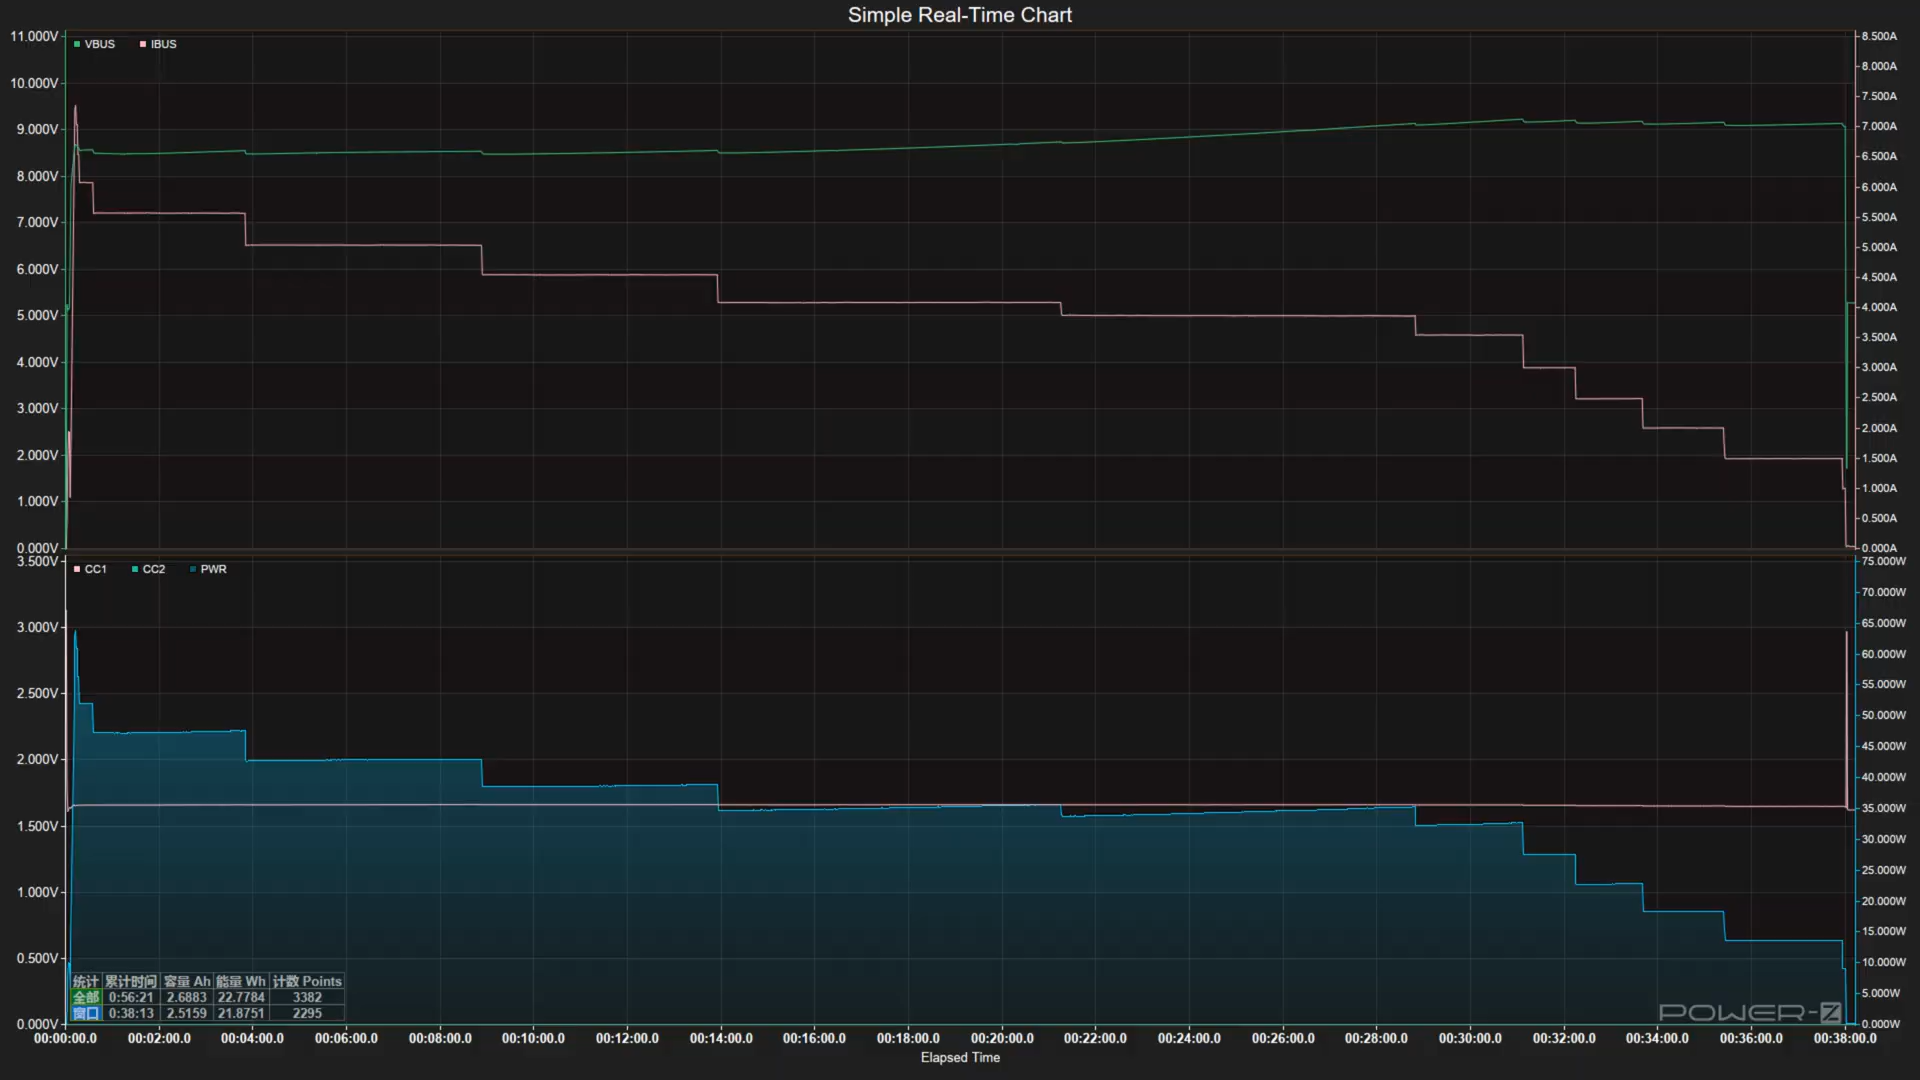 Simple Real-Time Chart
VBUS IBUS
11.000V
10.000V
9.000V
8.000V
7.000V
6.000V
5.000V
4.000V
3.000V
2.000V
1.000V
0.000V
8.500A
8.000A
7.500A
7.000A
6.500A
6.000A
5.500A
5.000A
4.500A
4.000A
3.500A
3.000A
2.500A
2.000A
1.500A
1.000A
0.500A
0.000A
CC1 CC2 PWR
3.500V
3.000V
2.500V
2.000V
1.500V
1.000V
0.500V
0.000V
75.000W
70.000W
65.000W
60.000W
55.000W
50.000W
45.000W
40.000W
35.000W
30.000W
25.000W
20.000W
15.000W
10.000W
5.000W
0.000W
统计 累计时间 容量 Ah 能量 Wh 计数 Points
全部 0:56:21 2.6883 22.7784 3382
窗口 0:38:13 2.5159 21.8751 2295
POWER-Z
00:00:00.0 00:02:00.0 00:04:00.0 00:06:00.0 00:08:00.0 00:10:00.0 00:12:00.0 00:14:00.0 00:16:00.0 00:18:00.0 00:20:00.0 00:22:00.0 00:24:00.0 00:26:00.0 00:28:00.0 00:30:00.0 00:32:00.0 00:34:00.0 00:36:00.0 00:38:00.0
Elapsed Time